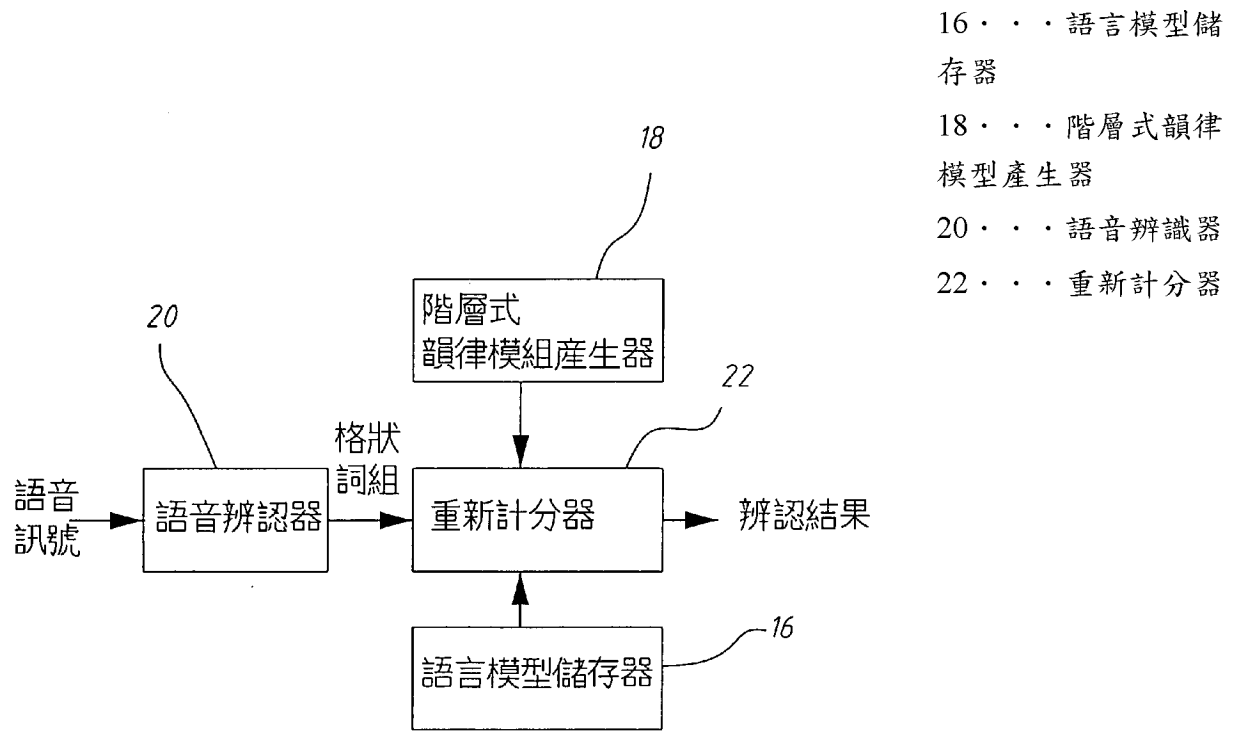 16···語言模型儲
存器
18···階層式韻律
模型產生器
20···語音辨識器
22···重新計分器
18
階層式
韻律模組產生器
20
22
格狀
詞組
語音
訊號
語音辨認器
重新計分器
辨認結果
16
語言模型儲存器